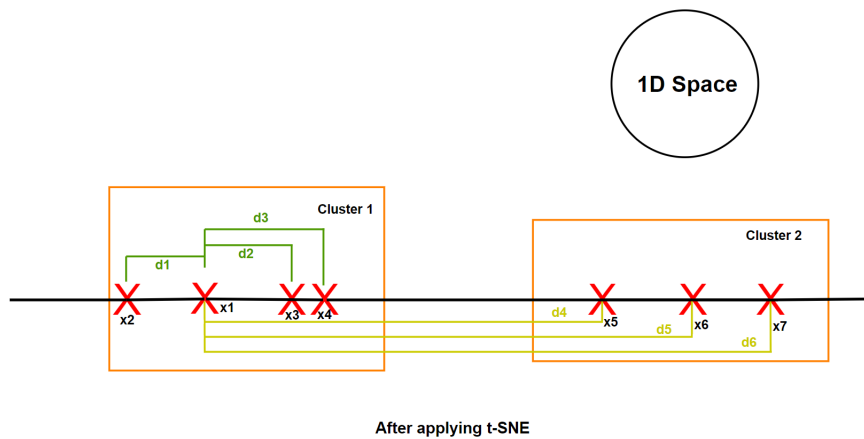 1D Space
Cluster 1
d3
d2
d1
Cluster 2
x2
x1
x3
x4
d4
x5
d5
x6
d6
x7
After applying t-SNE